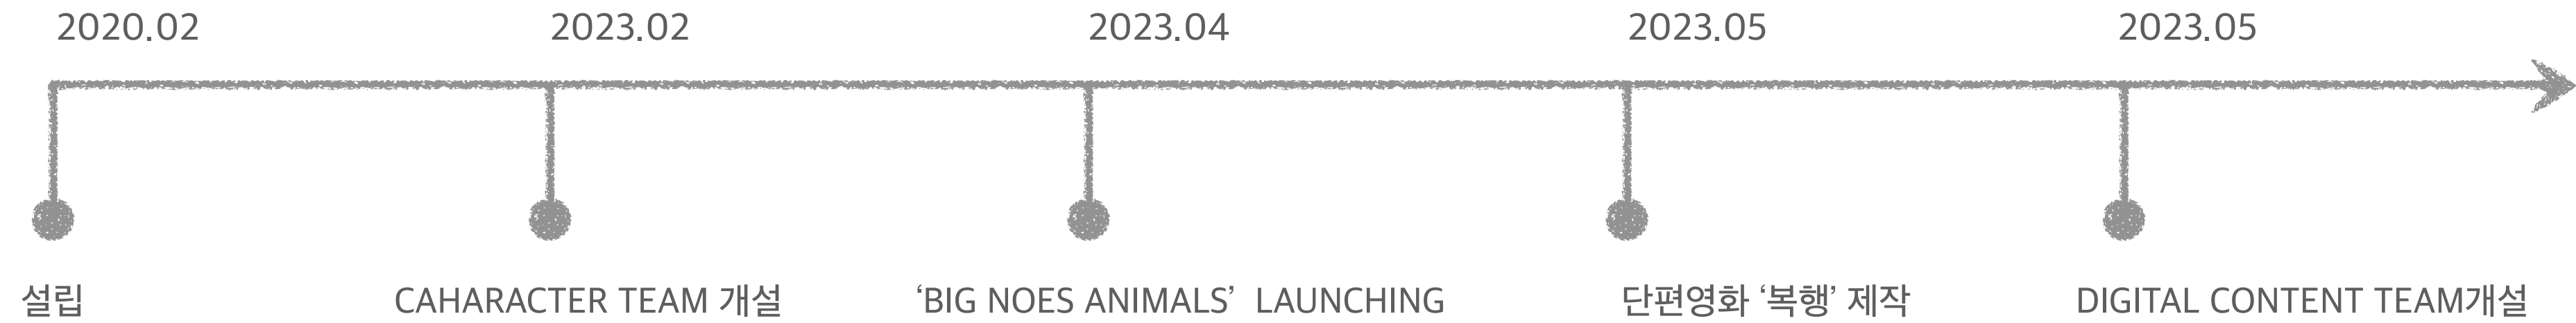 2020.02
2023.02
2023.04
2023.05
2023.05
설립
CAHARACTER TEAM 개설
‘BIG NOES ANIMALS’ LAUNCHING
단편영화 ‘복행’ 제작
DIGITAL CONTENT TEAM개설